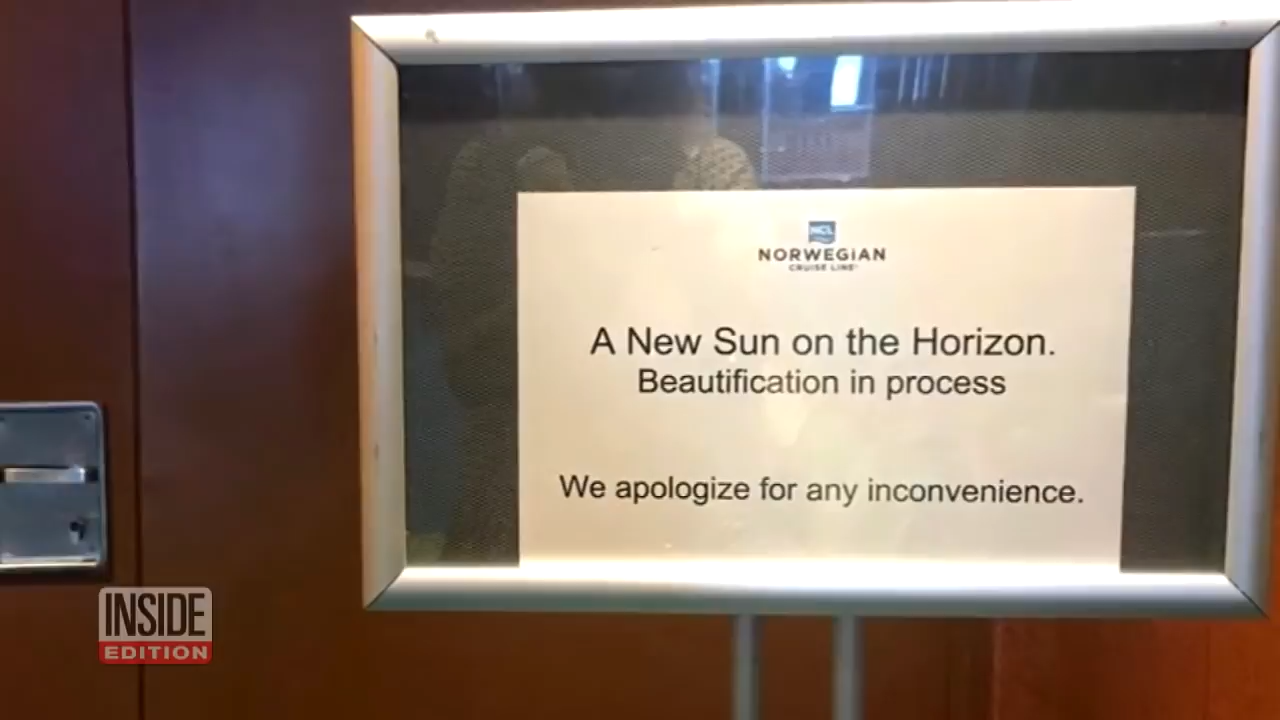 NCL
NORWEGIAN
CRUISE LINE
A New Sun on the Horizon.
Beautification in process
We apologize for any inconvenience.
INSIDE
EDITION